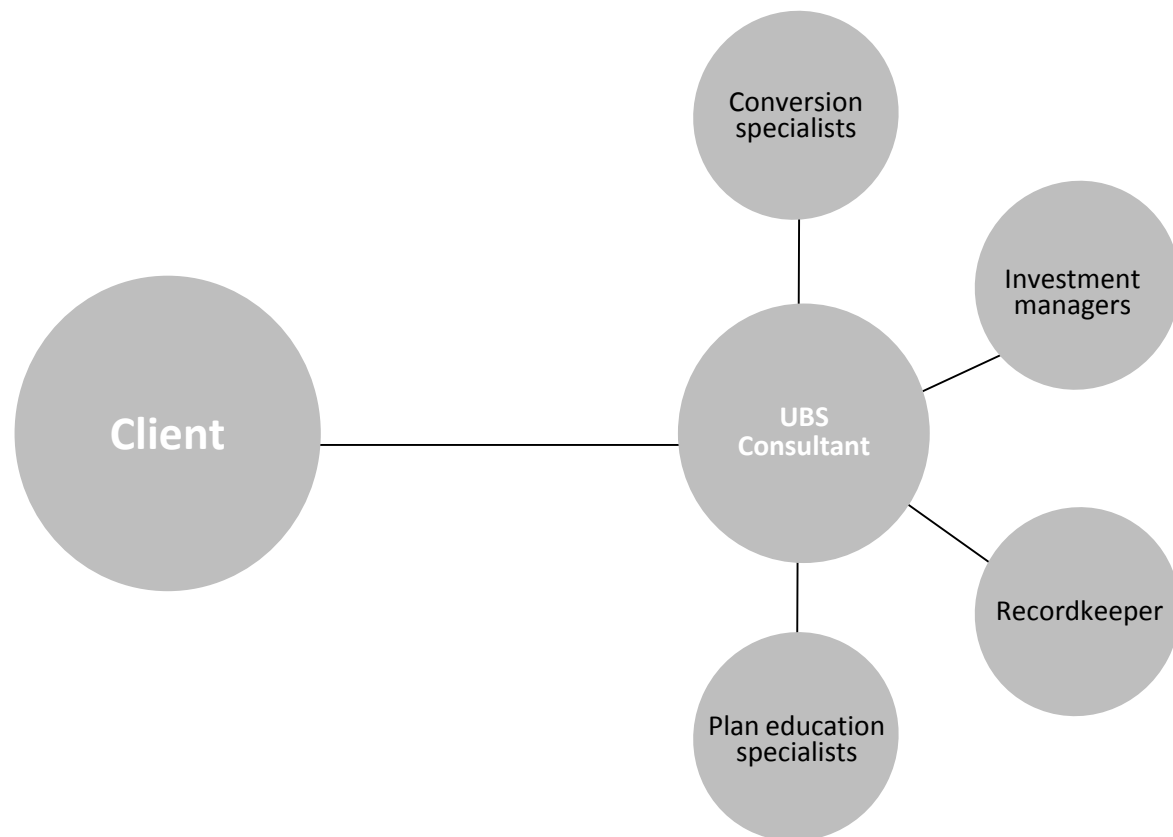 Conversion
specialists
Investment
managers
Client
UBS
Consultant
Recordkeeper
Plan education
specialists